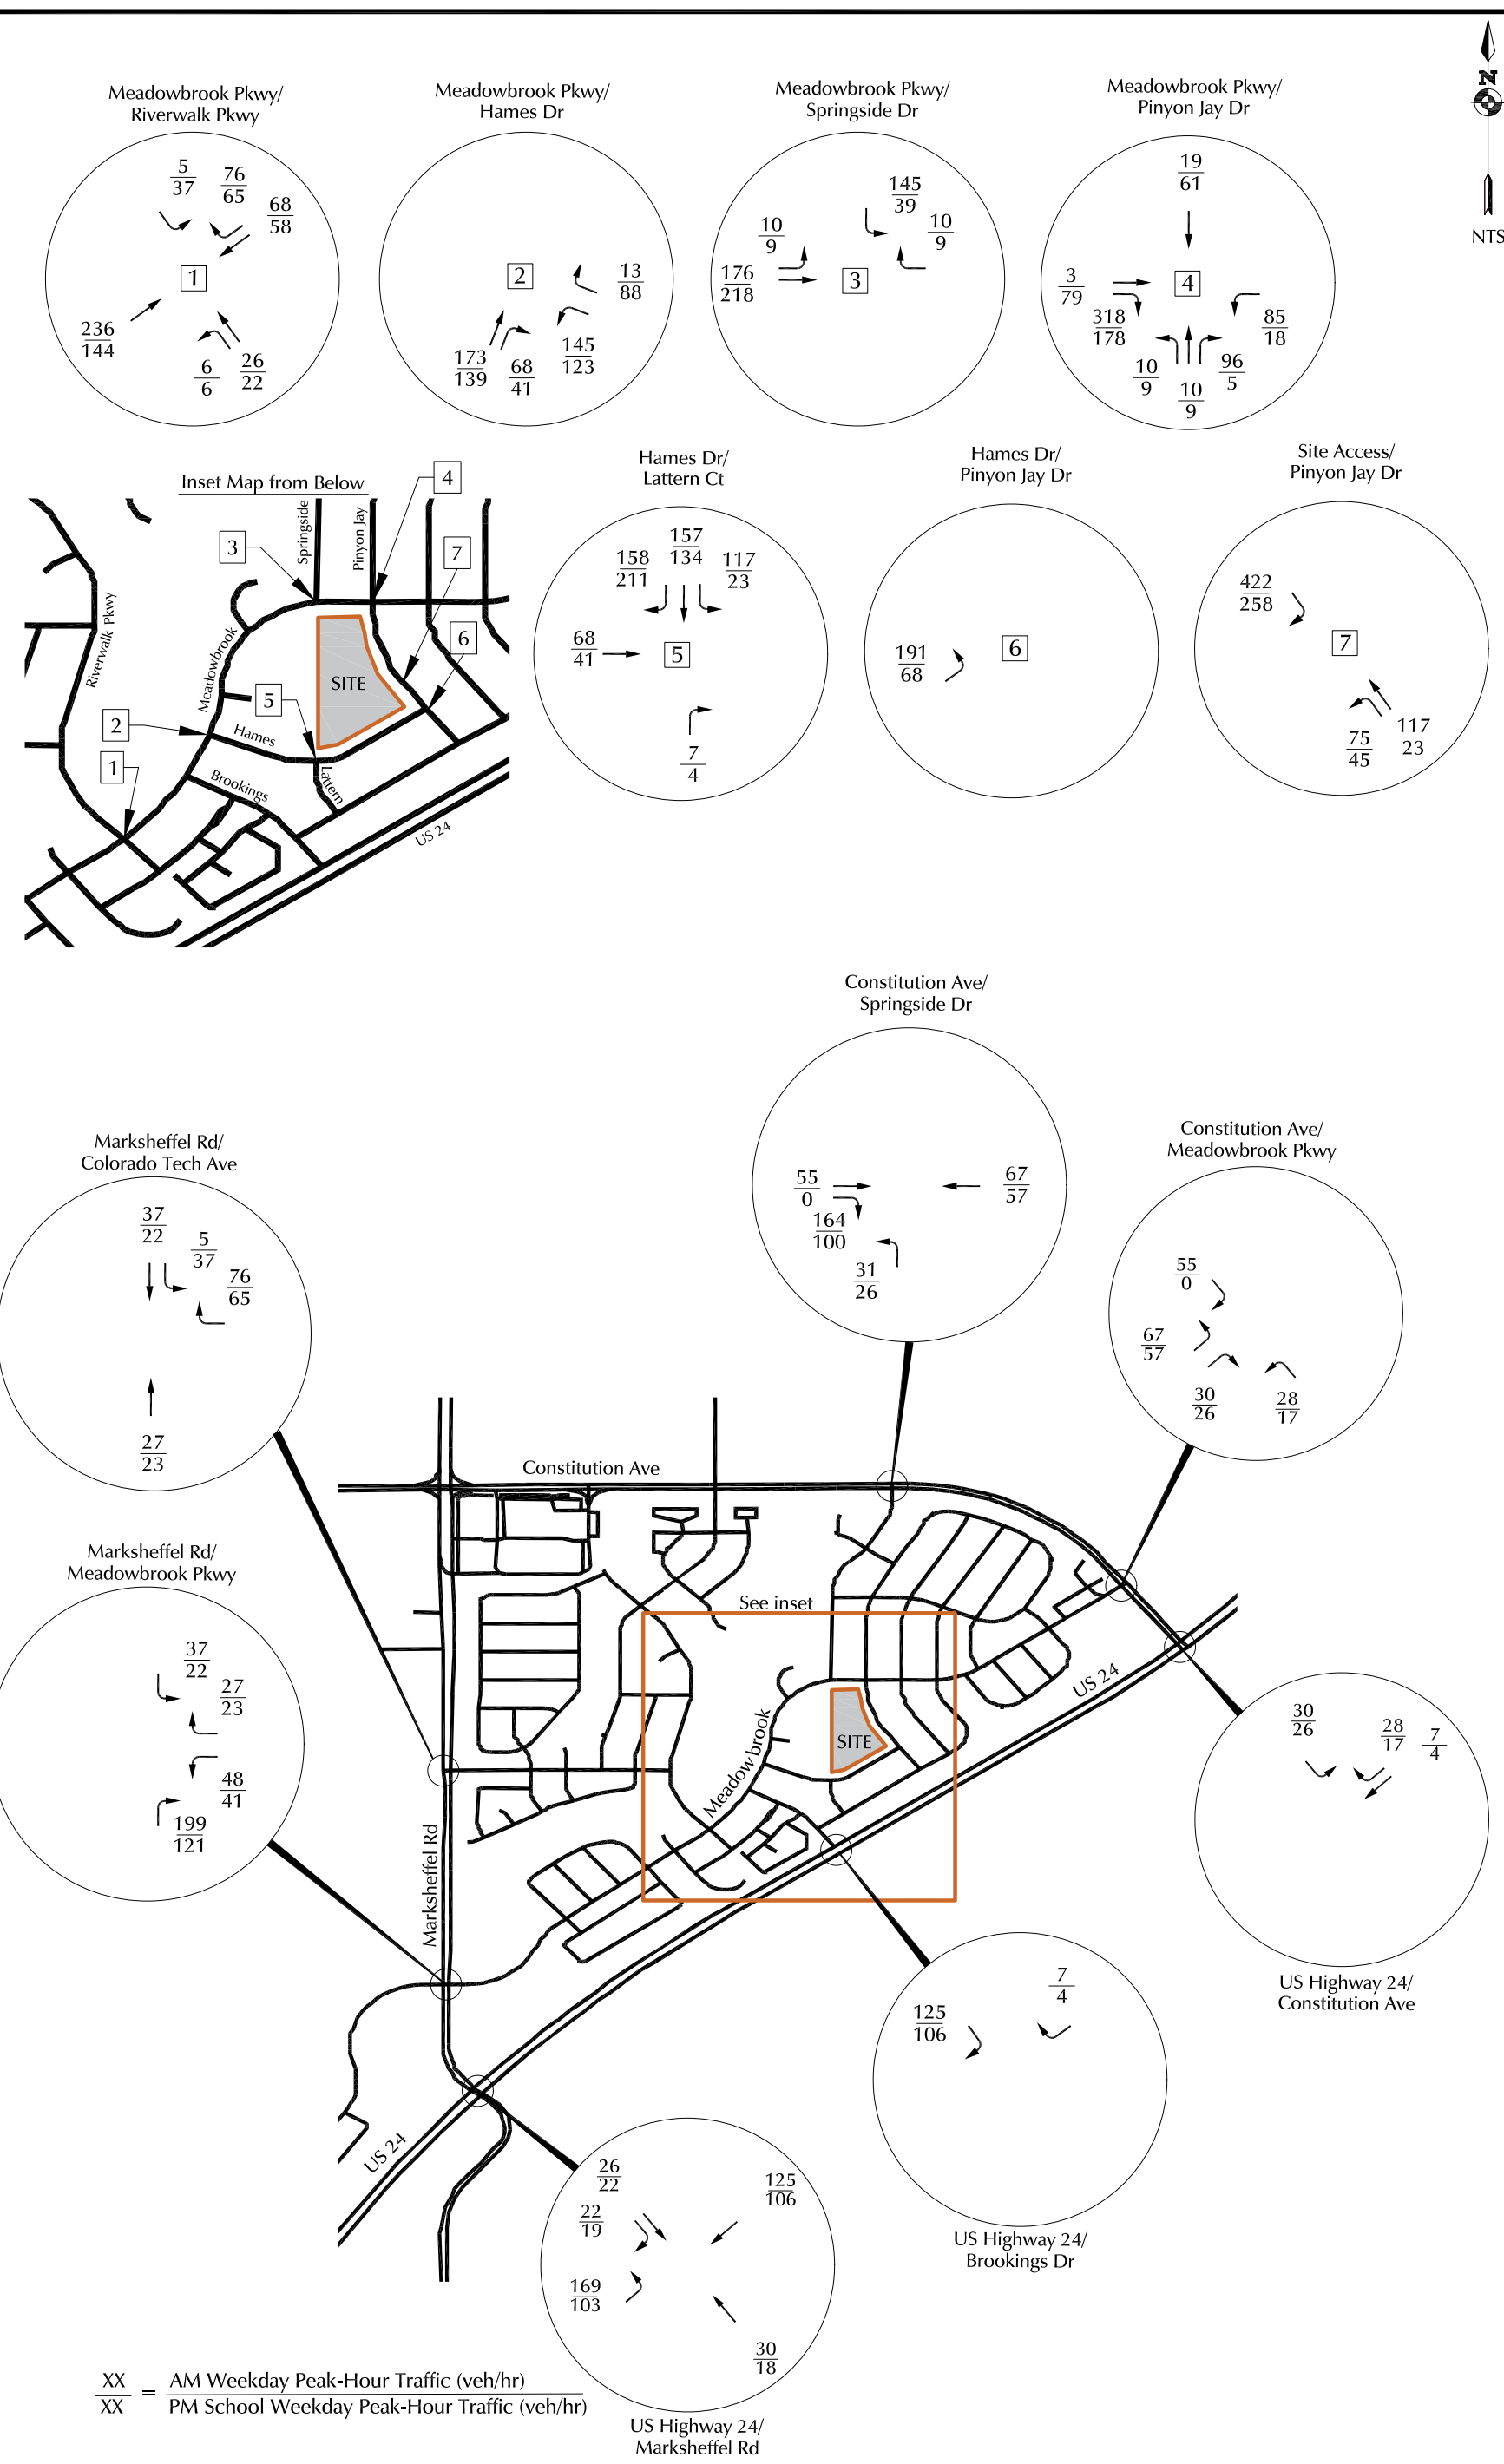 N
NTS
Meadowbrook Pkwy/
Riverwalk Pkwy
5
37
76
65
68
58
1
236
144
6
6
26
22
Meadowbrook Pkwy/
Hames Dr
2
13
88
173
139
68
41
145
123
Meadowbrook Pkwy/
Springside Dr
145
39
10
9
10
9
176
218
3
Meadowbrook Pkwy/
Pinyon Jay Dr
19
61
3
79
4
318
178
85
18
10
9
10
9
96
5
Inset Map from Below
Springside
Pinyon Jay
4
3
7
6
Riverwalk Pkwy
Meadowbrook
SITE
5
2
Hames
1
Brookings
Lattern
US 24
Hames Dr/
Lattern Ct
157
134
158
211
117
23
68
41
5
7
4
Hames Dr/
Pinyon Jay Dr
191
68
6
Site Access/
Pinyon Jay Dr
422
258
7
75
45
117
23
Constitution Ave/
Springside Dr
55
0
67
57
164
100
31
26
Constitution Ave/
Meadowbrook Pkwy
55
0
67
57
30
26
28
17
Marksheffel Rd/
Colorado Tech Ave
37
22
5
37
76
65
27
23
Marksheffel Rd/
Meadowbrook Pkwy
37
22
27
23
48
41
199
121
Constitution Ave
See inset
US 24
SITE
Meadowbrook
Marksheffel Rd
US 24
30
26
28
17
7
4
US Highway 24/
Constitution Ave
7
4
125
106
US Highway 24/
Brookings Dr
26
22
22
19
125
106
169
103
30
18
US Highway 24/
Marksheffel Rd
XX = AM Weekday Peak-Hour Traffic (veh/hr)
XX PM School Weekday Peak-Hour Traffic (veh/hr)